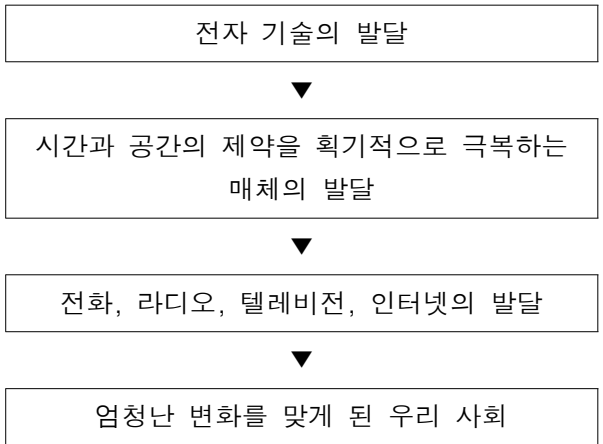 전자 기술의 발달
▼
시간과 공간의 제약을 획기적으로 극복하는
매체의 발달
▼
전화, 라디오, 텔레비전, 인터넷의 발달
▼
엄청난 변화를 맞게 된 우리 사회